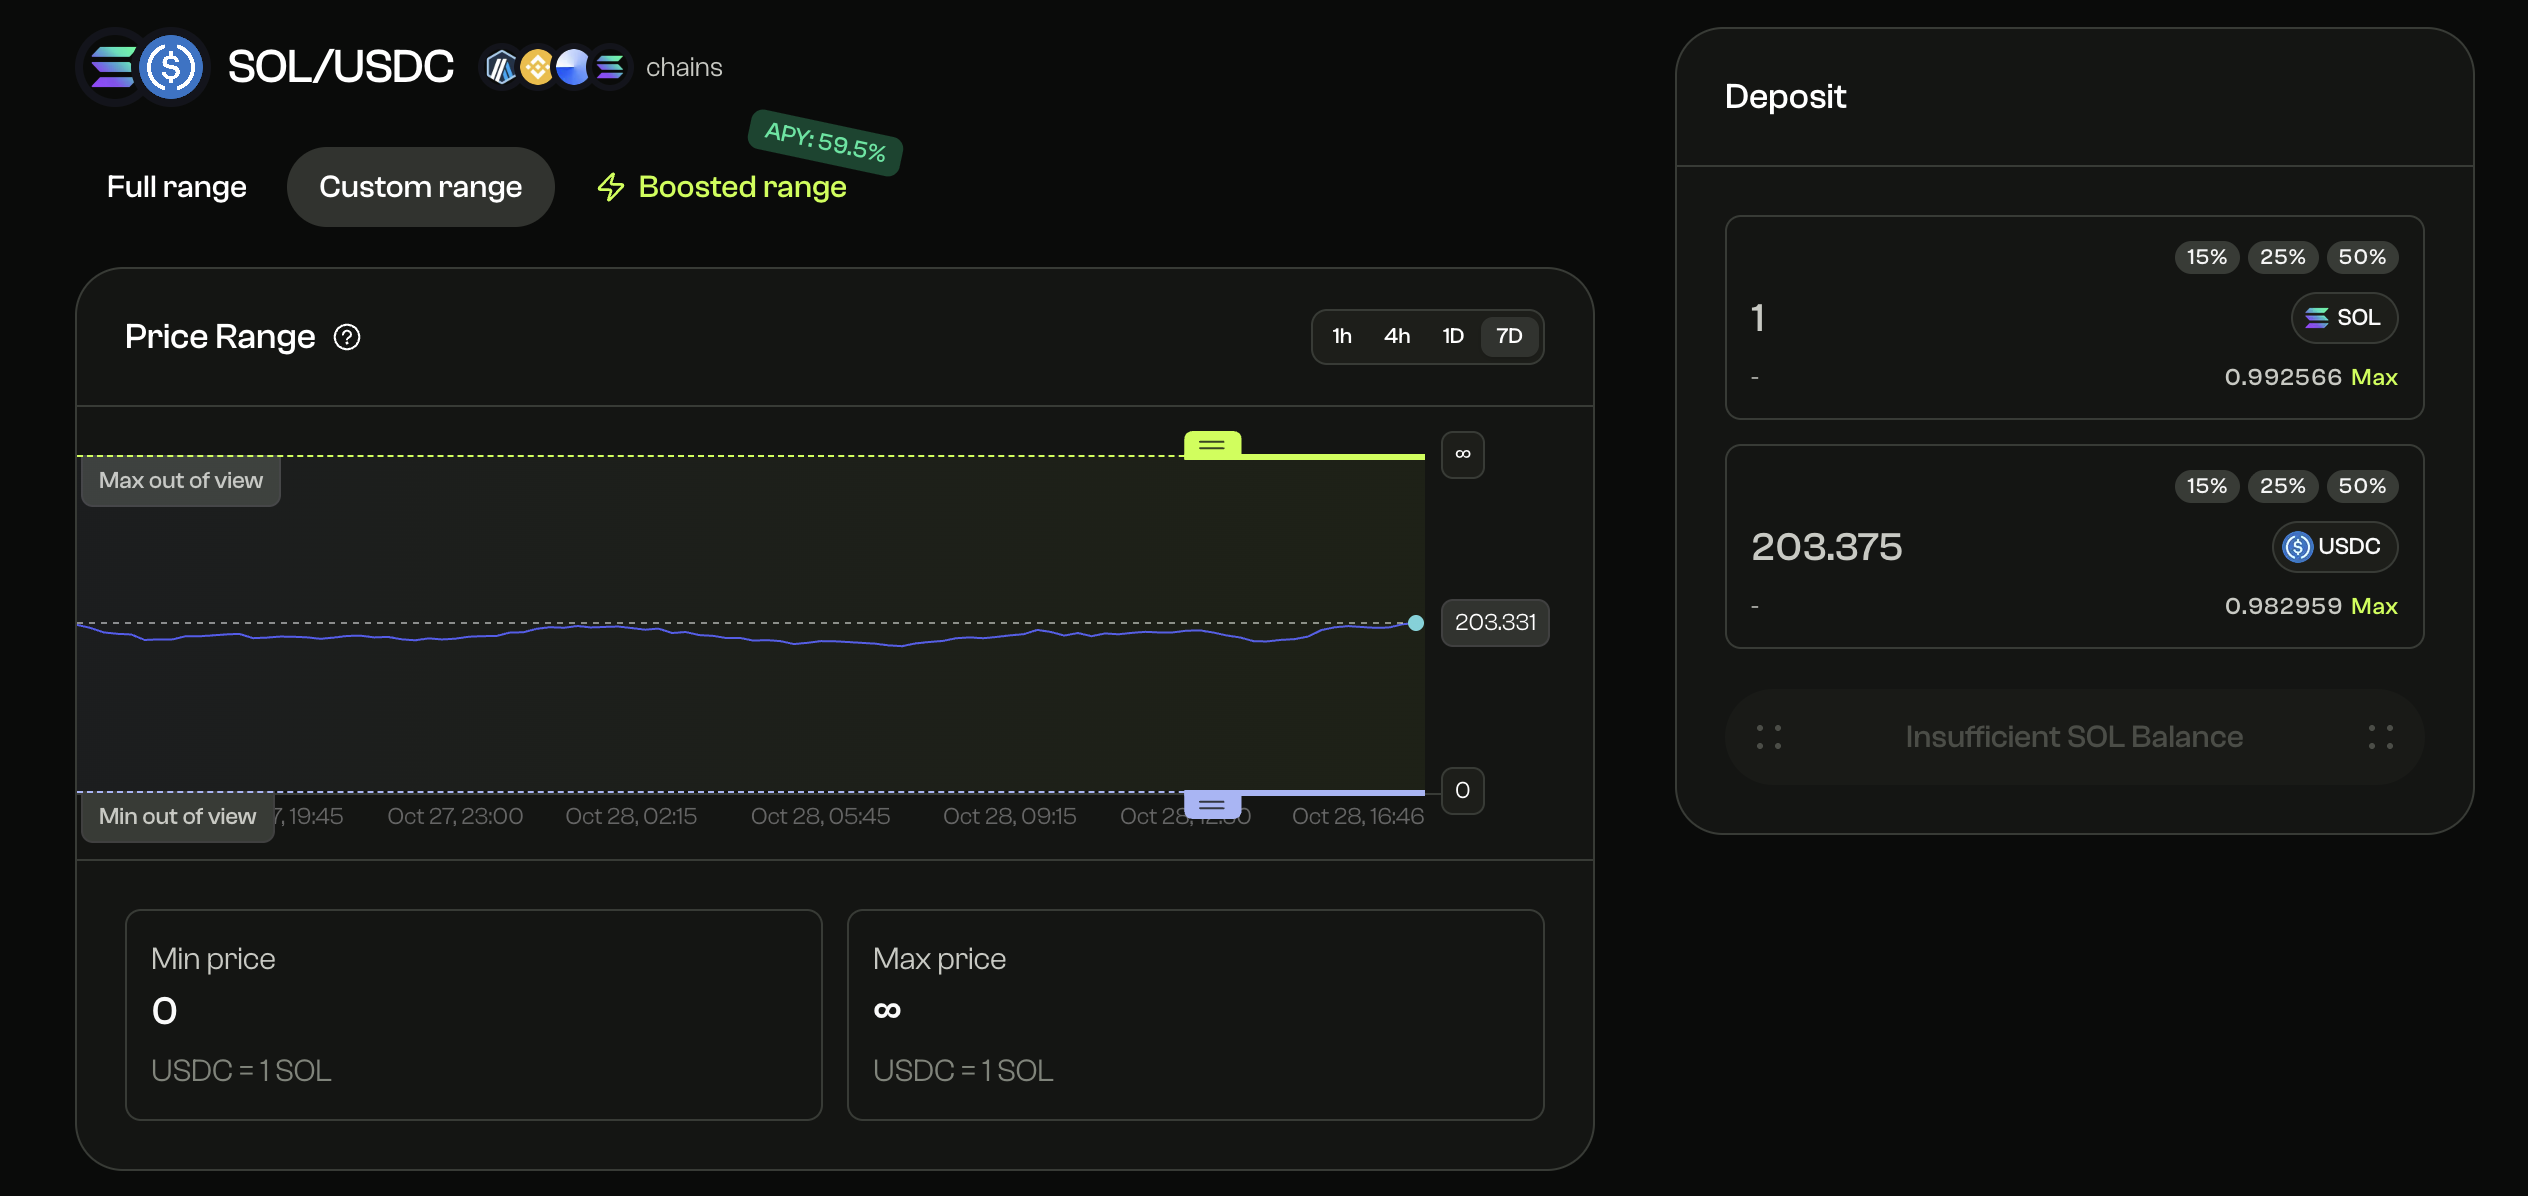 SOL/USDC
chains
APY: 59.5%
Full range
Custom range
Boosted range
Price Range
1h
4h
1D
7D
Max out of view
∞
203.331
0
Min out of view
7, 19:45
Oct 27, 23:00
Oct 28, 02:15
Oct 28, 05:45
Oct 28, 09:15
Oct 28,
Oct 28, 16:46
Min price
0
USDC = 1 SOL
Max price
∞
USDC = 1 SOL
Deposit
15%
25%
50%
1
SOL
-
0.992566 Max
15%
25%
50%
203.375
USDC
-
0.982959 Max
Insufficient SOL Balance